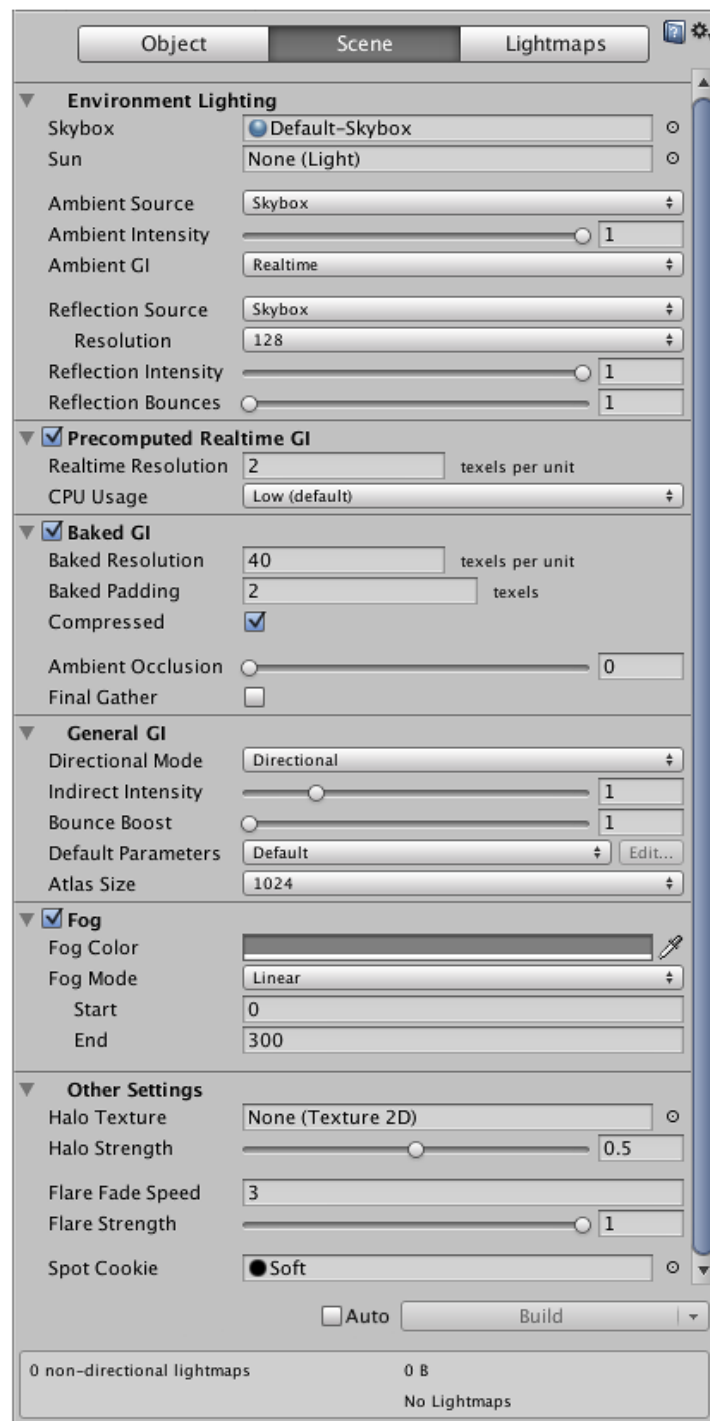 Object Scene Lightmaps
Environment Lighting
Skybox Default-Skybox
Sun None (Light)
Ambient Source Skybox
Ambient Intensity 1
Ambient GI Realtime
Reflection Source Skybox
Resolution 128
Reflection Intensity 1
Reflection Bounces 1
Precomputed Realtime GI
Realtime Resolution 2 texels per unit
CPU Usage Low (default)
Baked GI
Baked Resolution 40 texels per unit
Baked Padding 2 texels
Compressed
Ambient Occlusion 0
Final Gather
General GI
Directional Mode Directional
Indirect Intensity 1
Bounce Boost 1
Default Parameters Default Edit...
Atlas Size 1024
Fog
Fog Color
Fog Mode Linear
Start 0
End 300
Other Settings
Halo Texture None (Texture 2D)
Halo Strength 0.5
Flare Fade Speed 3
Flare Strength 1
Spot Cookie Soft
Auto Build
0 non-directional lightmaps 0 B
No Lightmaps